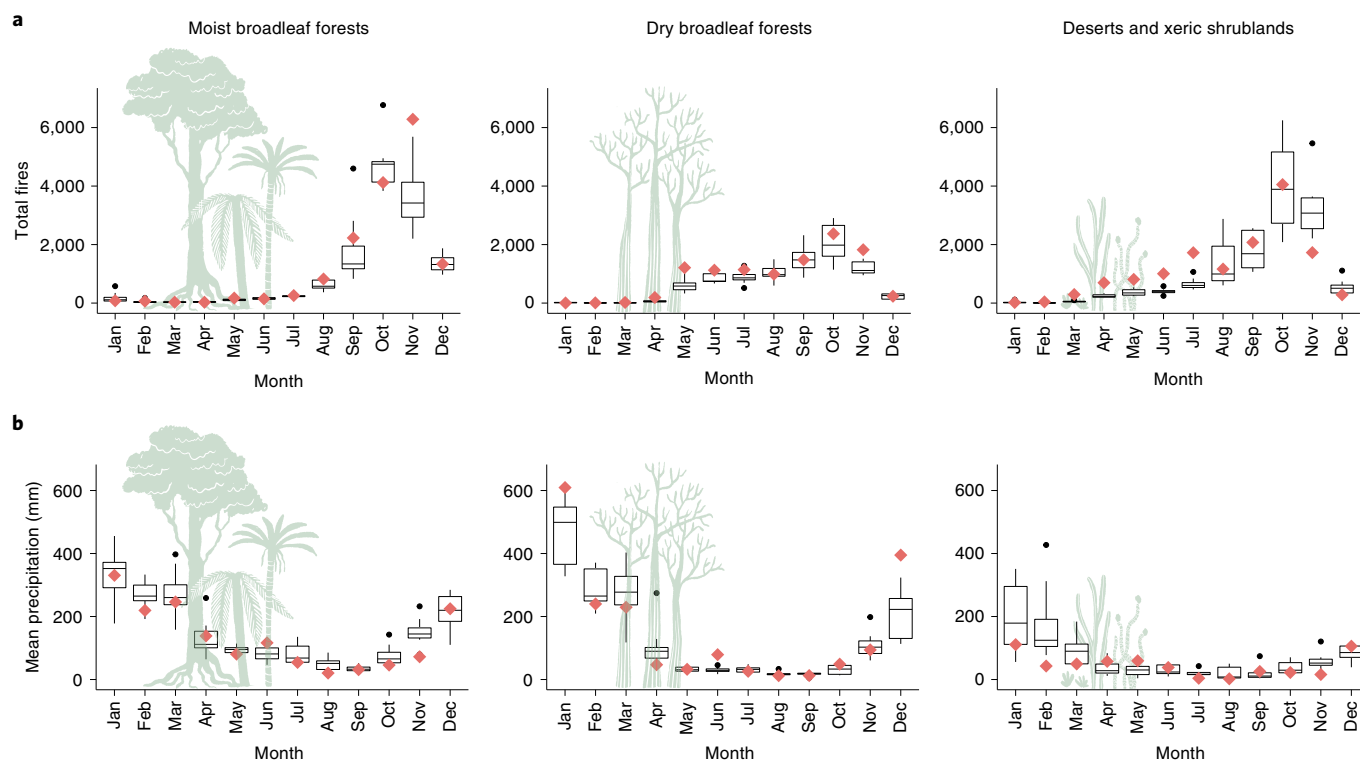 a
Moist broadleaf forests
Dry broadleaf forests
Deserts and xeric shrublands
Total fires
6,000
4,000
2,000
0
Jan Feb Mar Apr May Jun Jul Aug Sep Oct Nov Dec
Month
6,000
4,000
2,000
0
Jan Feb Mar Apr May Jun Jul Aug Sep Oct Nov Dec
Month
6,000
4,000
2,000
0
Jan Feb Mar Apr May Jun Jul Aug Sep Oct Nov Dec
Month
b
Mean precipitation (mm)
600
400
200
0
Jan Feb Mar Apr May Jun Jul Aug Sep Oct Nov Dec
Month
600
400
200
0
Jan Feb Mar Apr May Jun Jul Aug Sep Oct Nov Dec
Month
600
400
200
0
Jan Feb Mar Apr May Jun Jul Aug Sep Oct Nov Dec
Month